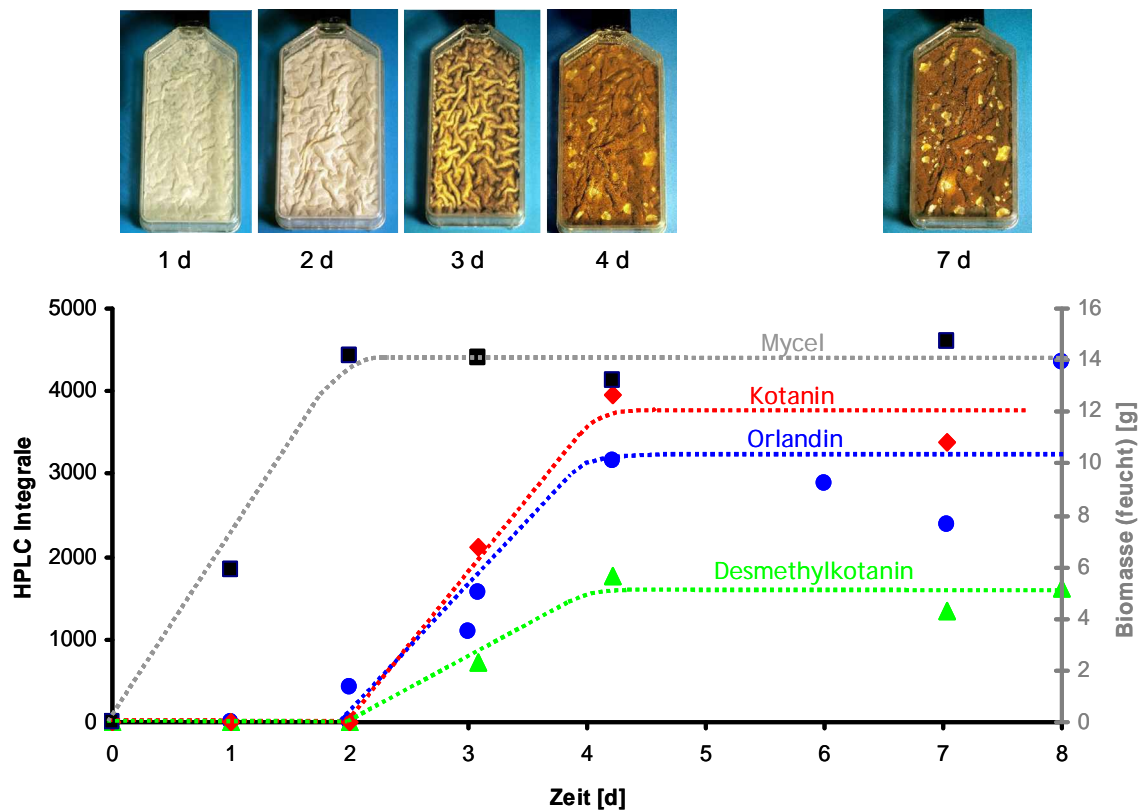 1 d 2 d 3 d 4 d 7 d
5000
4000
3000
2000
1000
0
HPLC Integrale
Mycel
Kotanin
Orlandin
Desmethylkotanin
16
14
12
10
8
6
4
2
0
Biomasse (feucht) [g]
0 1 2 3 4 5 6 7 8
Zeit [d]